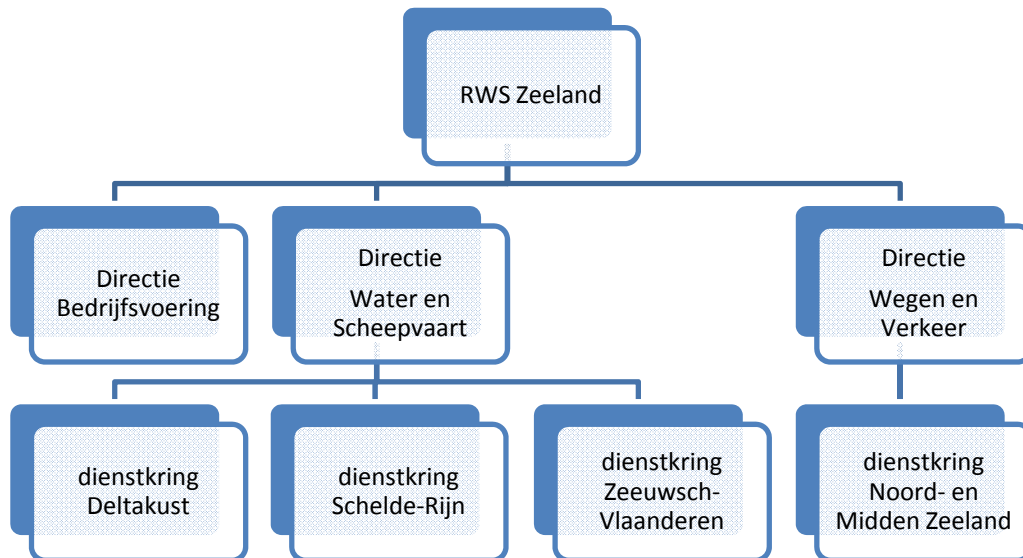 RWS Zeeland
Directie
Bedrijfsvoering
Directie
Water en
Scheepvaart
Directie
Wegen en
Verkeer
dienstkring
Deltakust
dienstkring
Schelde-Rijn
dienstkring
Zeeuwsch-
Vlaanderen
dienstkring
Noord- en
Midden Zeeland